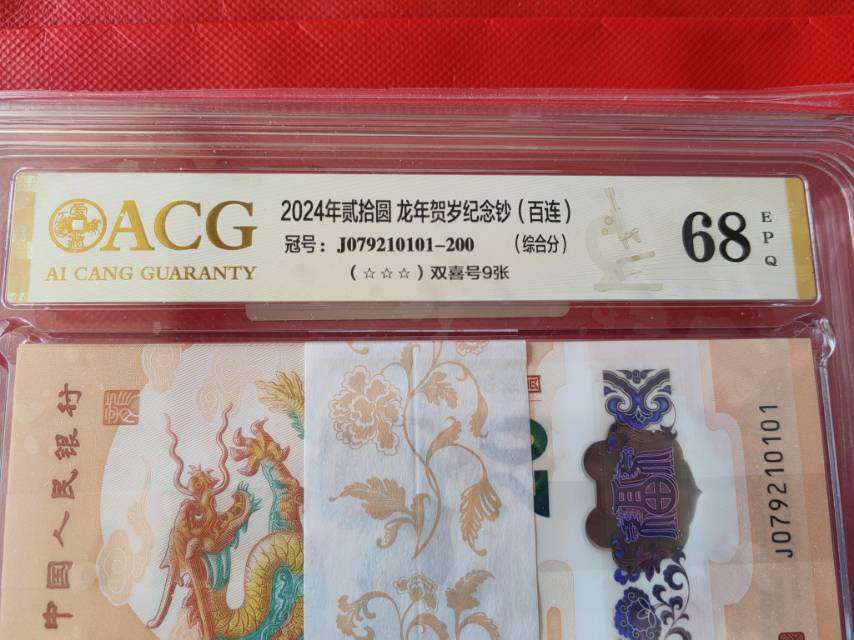 ACG
AI CANG GUARANTY
2024年贰拾圆 龙年贺岁纪念钞（百连）
冠号：J079210101-200 （综合分）
（☆☆☆）双喜号9张
68
EPQ
中国人民银行
J079210101